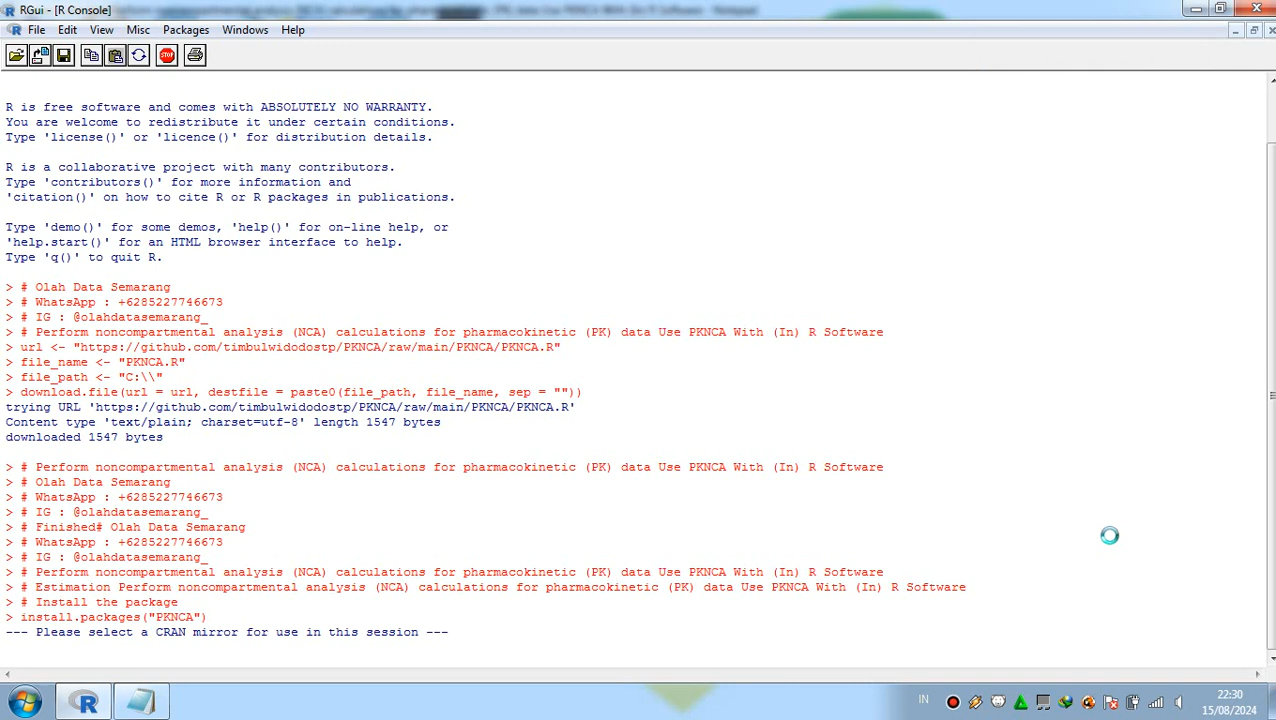 RGui - [R Console]
File Edit View Misc Packages Windows Help
STOP
R is free software and comes with ABSOLUTELY NO WARRANTY.
You are welcome to redistribute it under certain conditions.
Type 'license()' or 'licence()' for distribution details.
R is a collaborative project with many contributors.
Type 'contributors()' for more information and
'citation()' on how to cite R or R packages in publications.
Type 'demo()' for some demos, 'help()' for on-line help, or
'help.start()' for an HTML browser interface to help.
Type 'q()' to quit R.
> # Olah Data Semarang
> # WhatsApp : +6285227746673
> # IG : @olahdatasemarang_
> # Perform noncompartmental analysis (NCA) calculations for pharmacokinetic (PK) data Use PKNCA With (In) R Software
> url <- "https://github.com/timbulwidodostp/PKNCA/raw/main/PKNCA/PKNCA.R"
> file_name <- "PKNCA.R"
> file_path <- "C:\\"
> download.file(url = url, destfile = paste0(file_path, file_name, sep = ""))
trying URL 'https://github.com/timbulwidodostp/PKNCA/raw/main/PKNCA/PKNCA.R'
Content type 'text/plain; charset=utf-8' length 1547 bytes
downloaded 1547 bytes
> # Perform noncompartmental analysis (NCA) calculations for pharmacokinetic (PK) data Use PKNCA With (In) R Software
> # Olah Data Semarang
> # WhatsApp : +6285227746673
> # IG : @olahdatasemarang_
> # Finished# Olah Data Semarang
> # WhatsApp : +6285227746673
> # IG : @olahdatasemarang_
> # Perform noncompartmental analysis (NCA) calculations for pharmacokinetic (PK) data Use PKNCA With (In) R Software
> # Estimation Perform noncompartmental analysis (NCA) calculations for pharmacokinetic (PK) data Use PKNCA With (In) R Software
> # Install the package
> install.packages("PKNCA")
--- Please select a CRAN mirror for use in this session ---
IN
22:30
15/08/2024